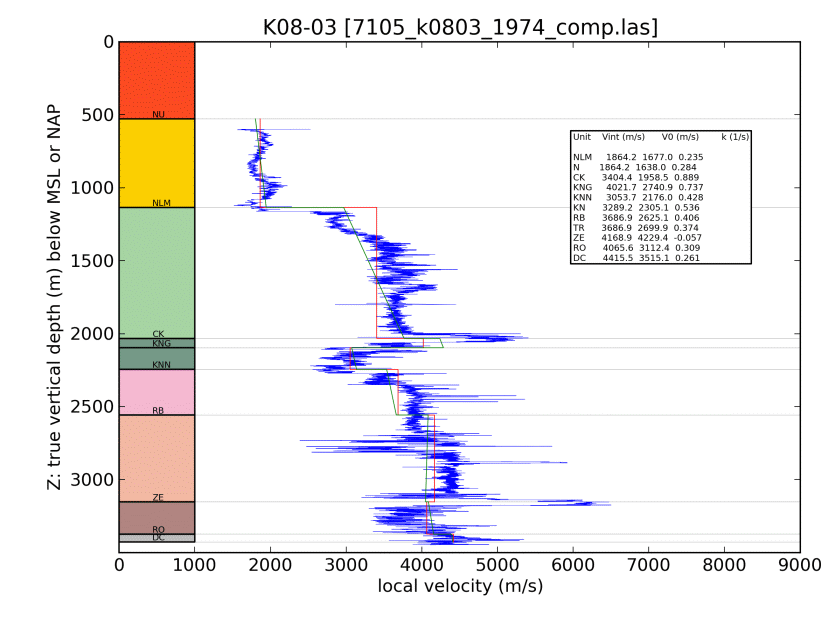 K08-03 [7105_k0803_1974_comp.las]
0
500
1000
1500
2000
2500
3000
Z: true vertical depth (m) below MSL or NAP
NU
NLM
CK
KNG
KNN
RB
ZE
RO
DC
Unit Vint (m/s) V0 (m/s) k (1/s)
NLM 1864.2 1677.0 0.235
N 1864.2 1638.0 0.284
CK 3404.4 1958.5 0.889
KNG 4021.7 2740.9 0.737
KNN 3053.7 2176.0 0.428
KN 3289.2 2305.1 0.536
RB 3686.9 2625.1 0.406
TR 3686.9 2699.9 0.374
ZE 4168.9 4229.4 -0.057
RO 4065.6 3112.4 0.309
DC 4415.5 3515.1 0.261
0 1000 2000 3000 4000 5000 6000 7000 8000 9000
local velocity (m/s)